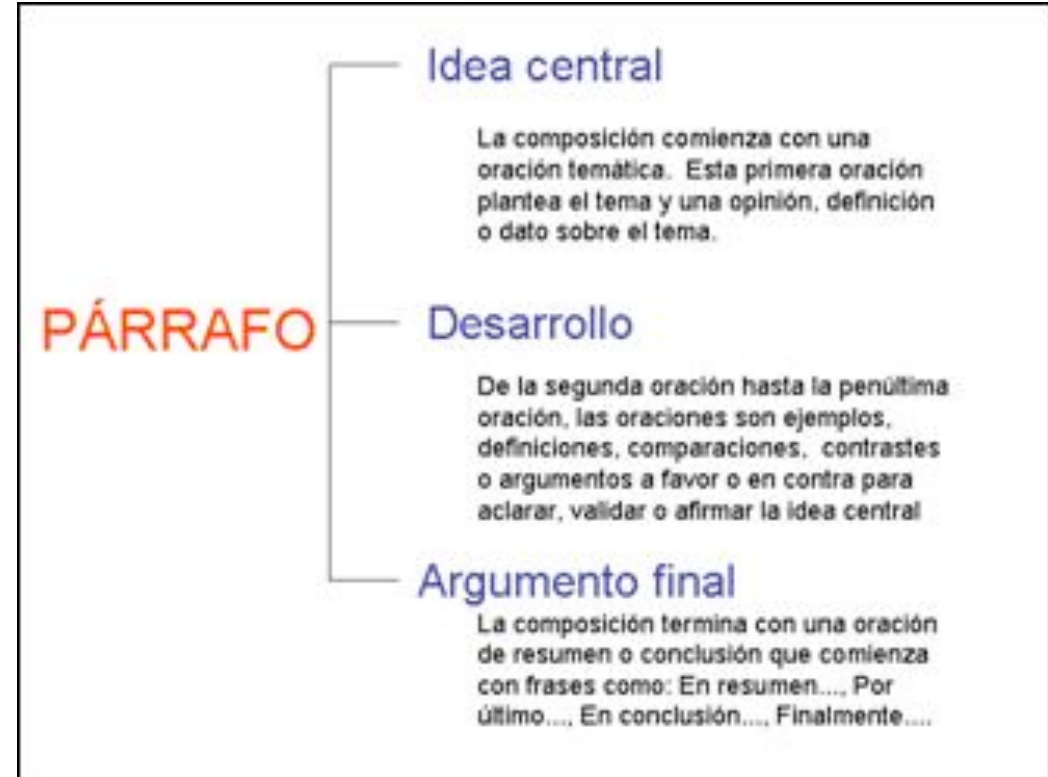 Idea central
La composición comienza con una
oración temática. Esta primera oración
plantea el tema y una opinión, definición
o dato sobre el tema.
PÁRRAFO
Desarrollo
De la segunda oración hasta la penúltima
oración, las oraciones son ejemplos,
definiciones, comparaciones, contrastes
o argumentos a favor o en contra para
aclarar, validar o afirmar la idea central
Argumento final
La composición termina con una oración
de resumen o conclusión que comienza
con frases como: En resumen..., Por
último..., En conclusión..., Finalmente....